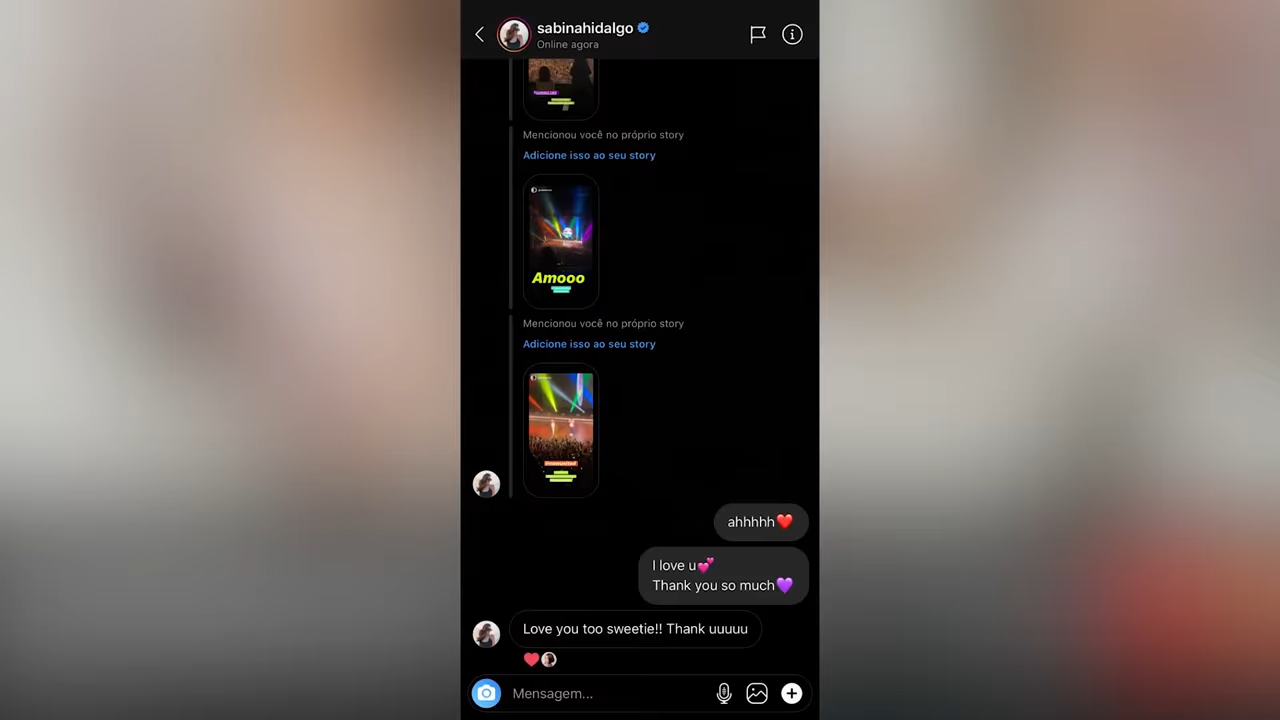 sabinahidalgo
Online agora
Mencionou você no próprio story
Adicione isso ao seu story
Amooo
Mencionou você no próprio story
Adicione isso ao seu story
ahhhhh❤️
I love u💕
Thank you so much💜
Love you too sweetie!! Thank uuuuu
Mensagem...